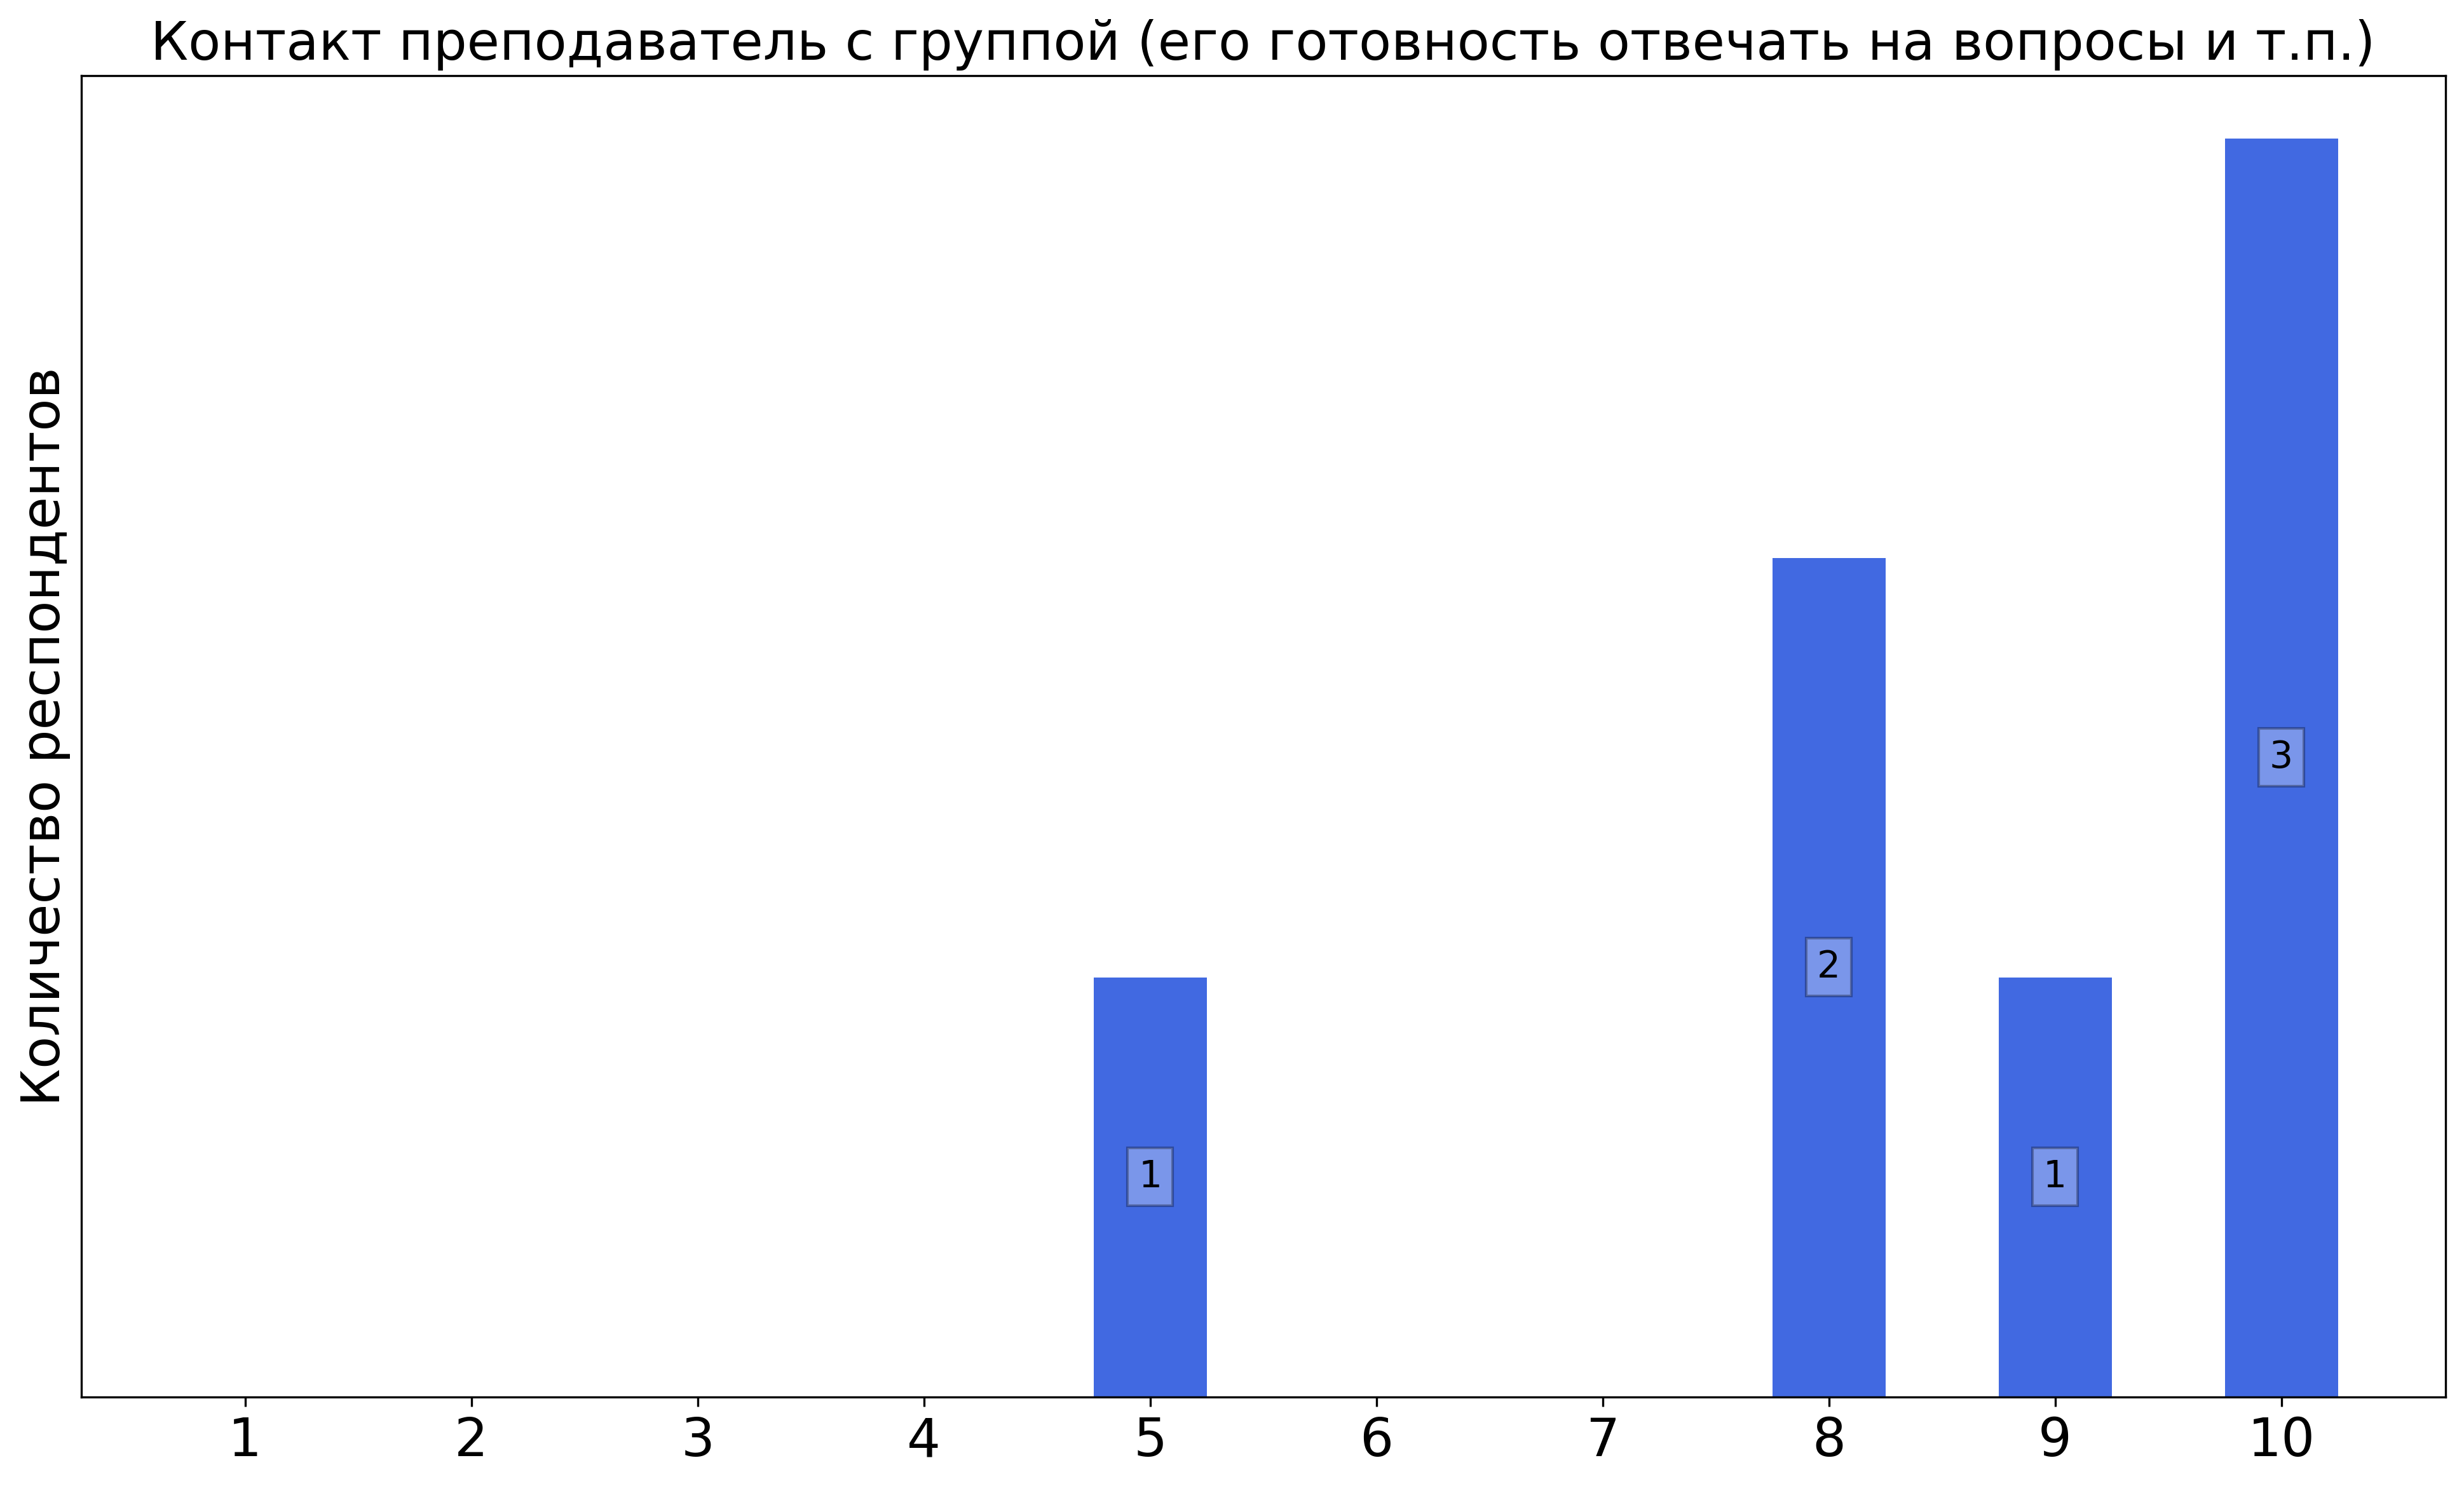 Контакт преподаватель с группой (его готовность отвечать на вопросы и т.п.)
Количество респондентов
3
2
1
1
1 2 3 4 5 6 7 8 9 10